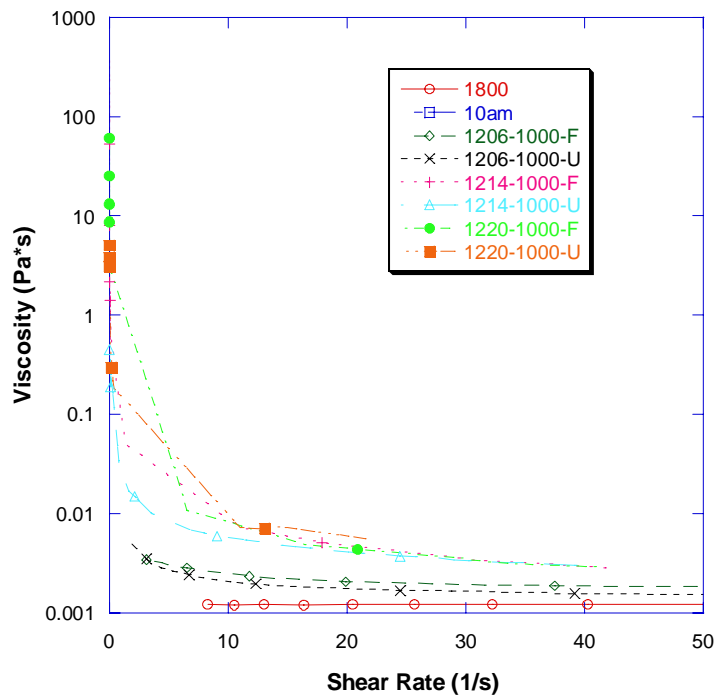 1000
100
10
1
0.1
0.01
0.001
Viscosity (Pa*s)
1800
10am
1206-1000-F
1206-1000-U
1214-1000-F
1214-1000-U
1220-1000-F
1220-1000-U
0 10 20 30 40 50
Shear Rate (1/s)